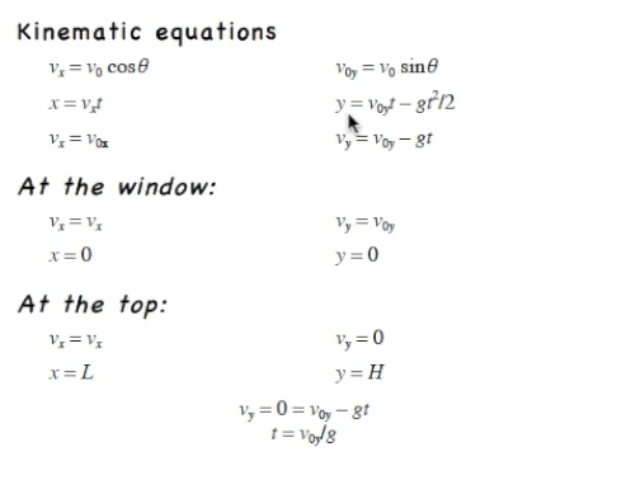 Kinematic equations
vₓ = v₀ cosθ v₀y = v₀ sinθ
x = vₓt y = v₀yt − gt²/2
vₓ = v₀ₓ vy = v₀y − gt
At the window:
vₓ = vₓ vy = v₀y
x = 0 y = 0
At the top:
vₓ = vₓ vy = 0
x = L y = H
vy = 0 = v₀y − gt
t = v₀y/g